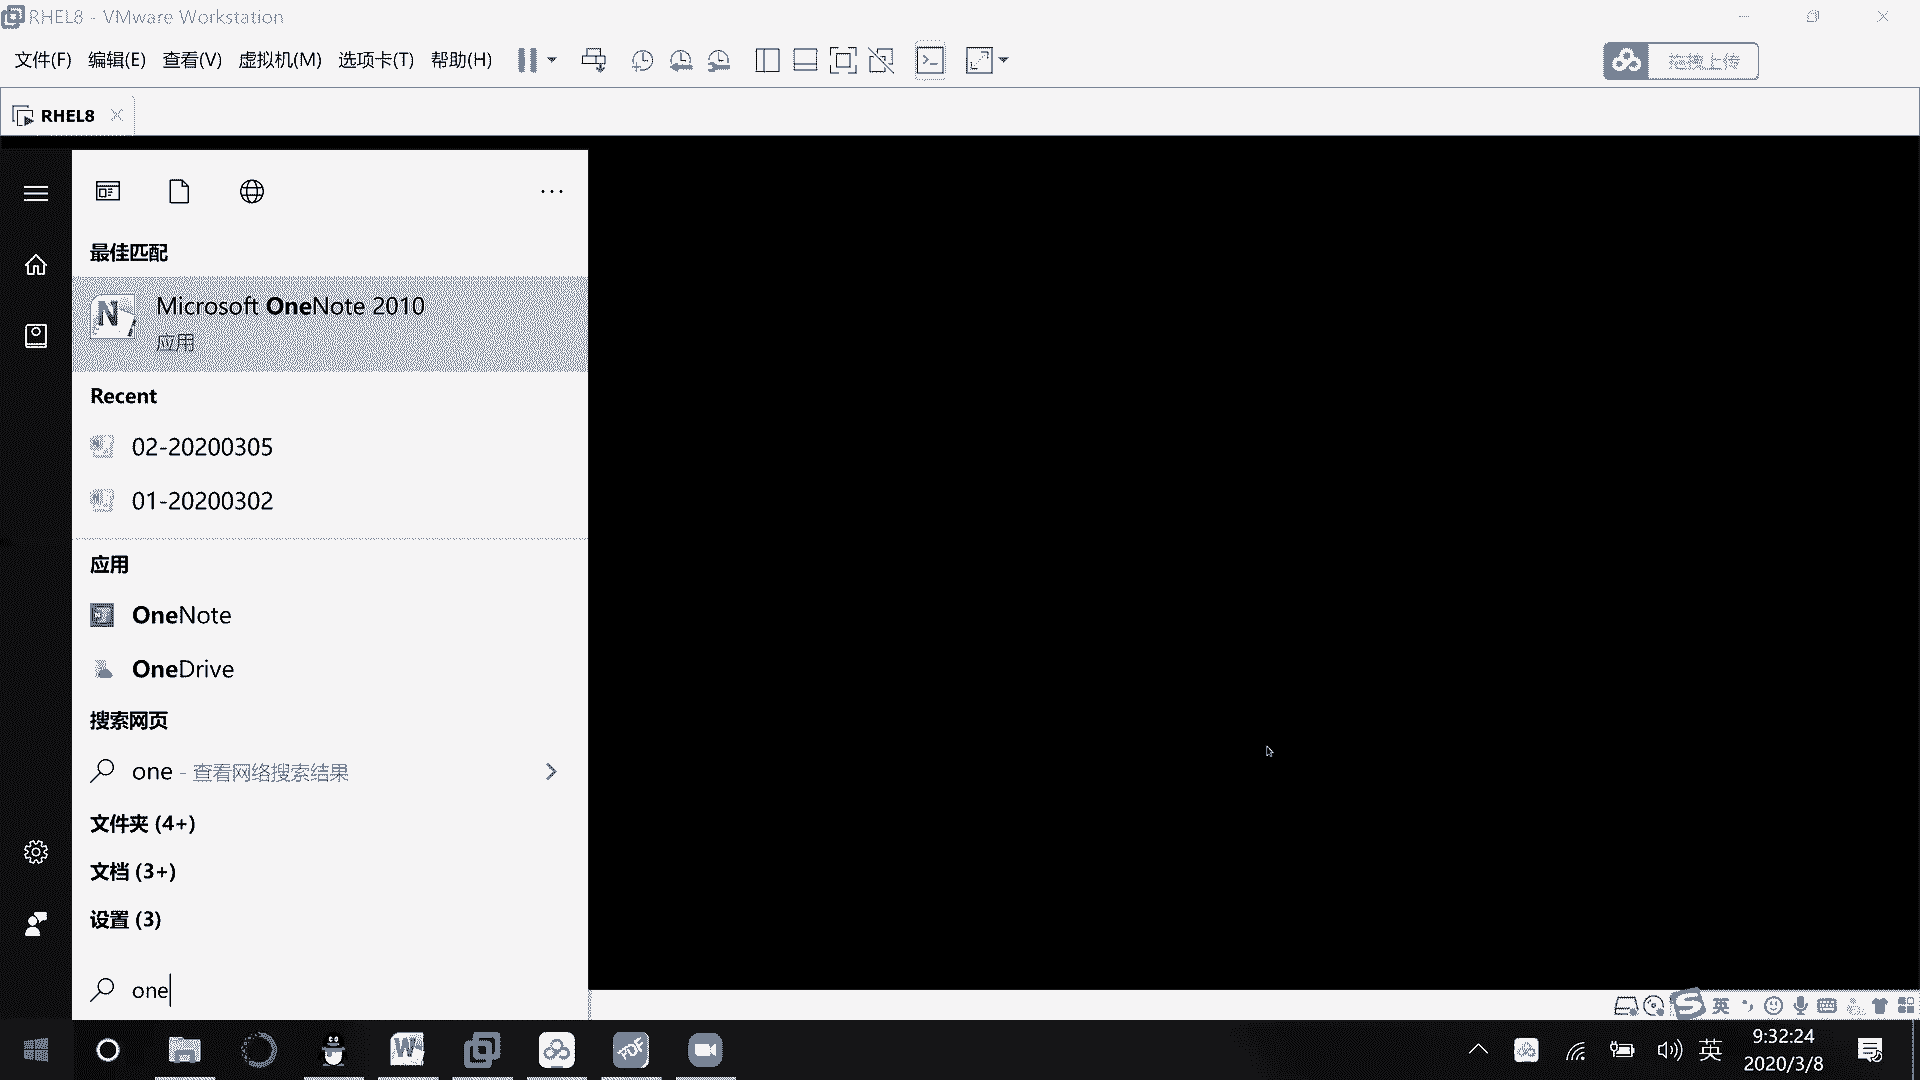 RHEL8 - VMware Workstation
文件(F) 编辑(E) 查看(V) 虚拟机(M) 选项卡(T) 帮助(H)
拖拽上传
RHEL8
最佳匹配
Microsoft OneNote 2010
应用
Recent
02-20200305
01-20200302
应用
OneNote
OneDrive
搜索网页
one - 查看网络搜索结果
文件夹 (4+)
文档 (3+)
设置 (3)
one
英
W
PDF
英
9:32:24
2020/3/8